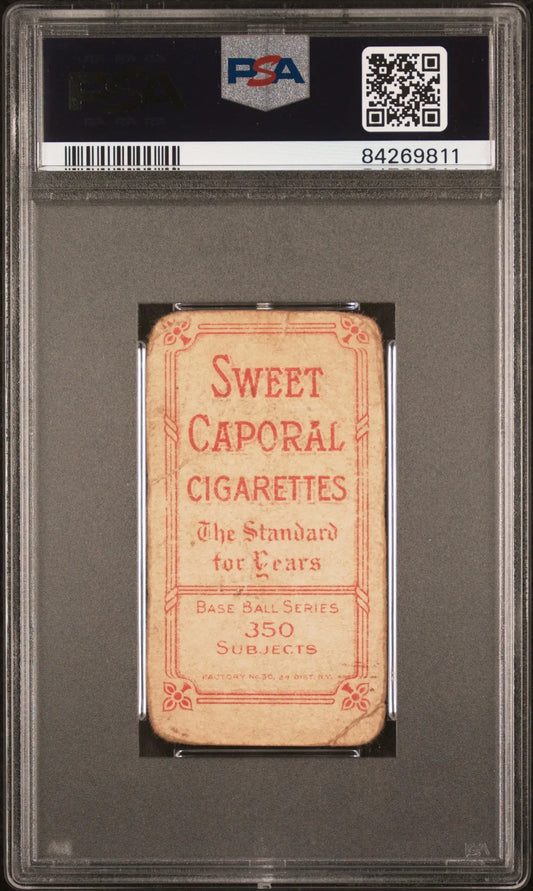 PSA
84269811
SWEET
CAPORAL
CIGARETTES
The Standard
for Years
BASE BALL SERIES
350
SUBJECTS
FACTORY No. 30, 2d DIST. N.Y.